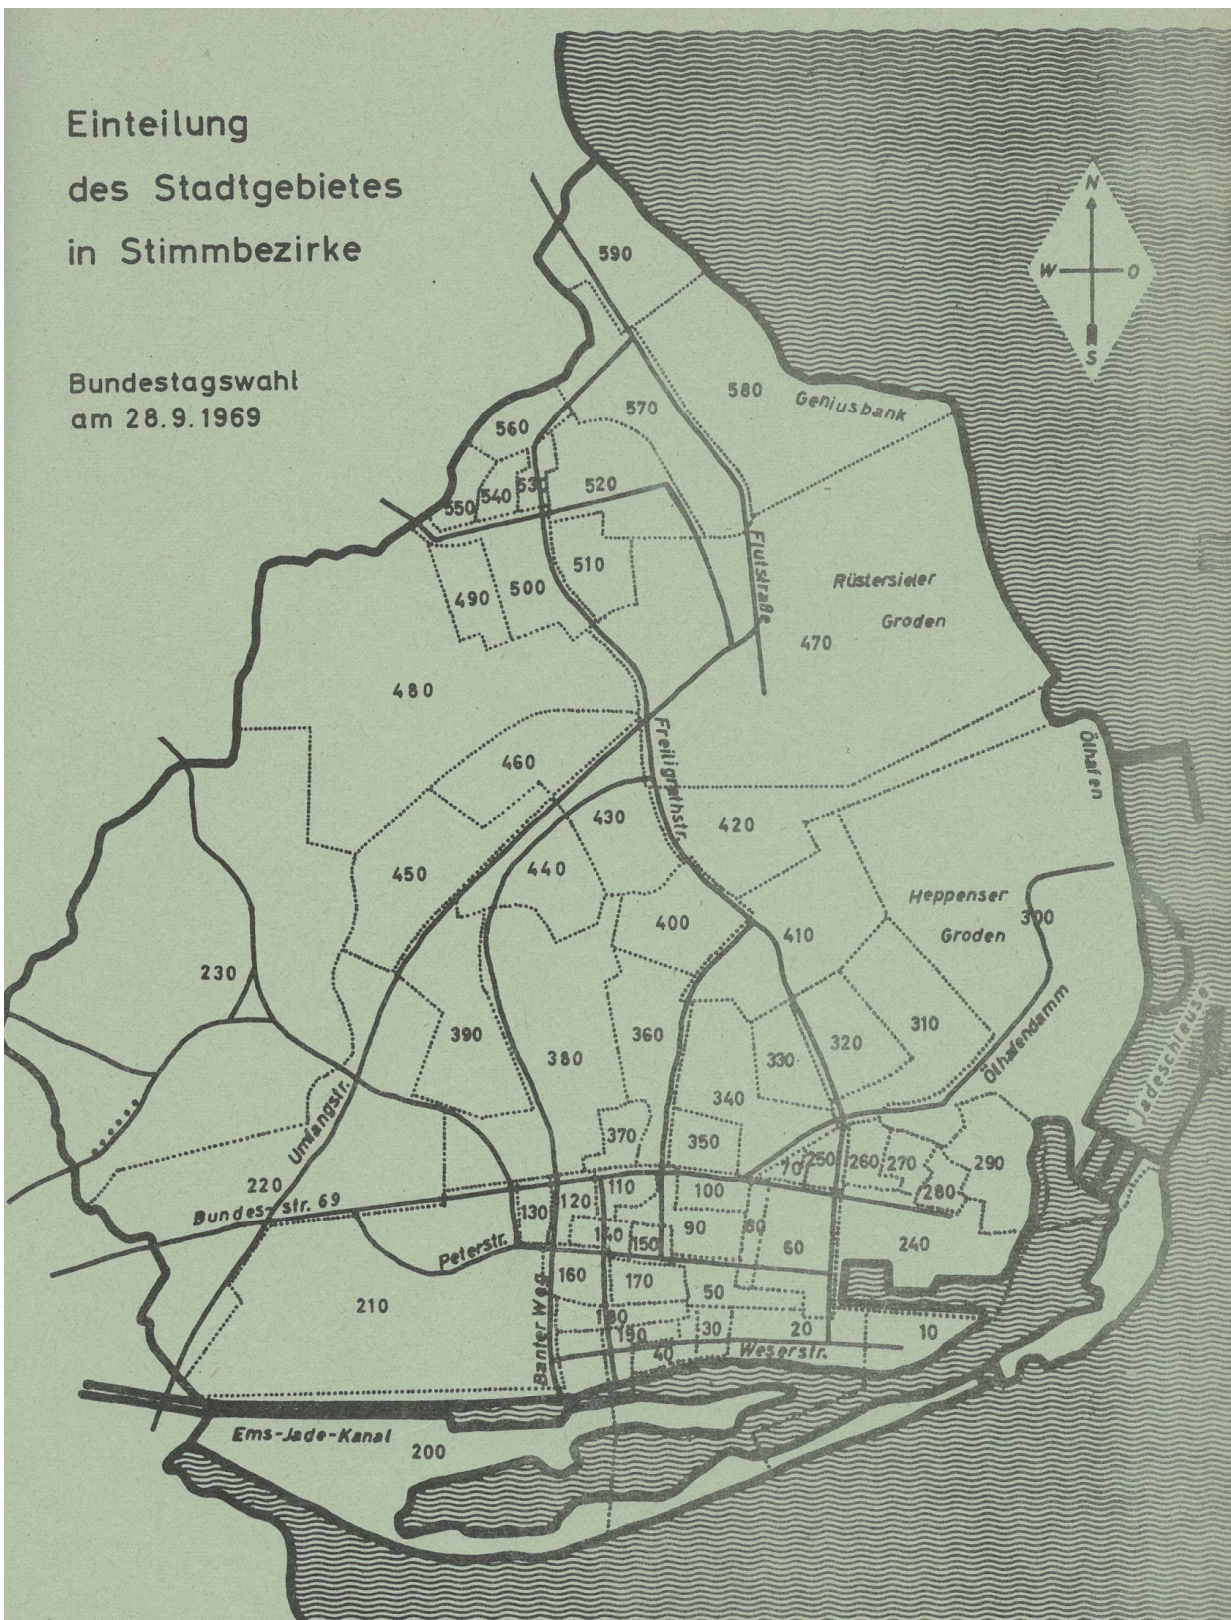 Einteilung
des Stadtgebietes
in Stimmbezirke
Bundestagswahl
am 28.9.1969
N
W O
S
590
580
Geniusbank
570
560
550
540
530
520
510
500
490
Flutstraße
Rüstersieler
Groden
470
480
460
Freiligrathstr.
Ölhafen
430
420
450
440
Heppenser
Groden
300
400
410
230
390
380
360
330
320
310
Ölhafendamm
Jadeschleuse
Umfangstr.
340
370
350
70
250
260
270
280
290
220
Bundes-str. 69
130
120
110
100
90
80
60
240
140
150
Peterstr.
210
Banter Weg
160
170
180
190
50
40
30
20
10
Weserstr.
Ems-Jade-Kanal
200